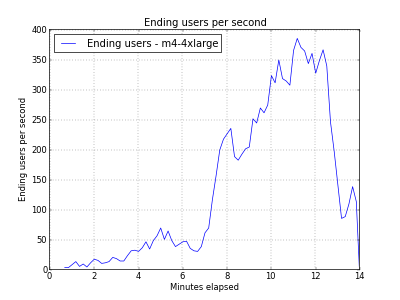 Ending users per second
Ending users - m4-4xlarge
Ending users per second
400
350
300
250
200
150
100
50
0
0 2 4 6 8 10 12 14
Minutes elapsed